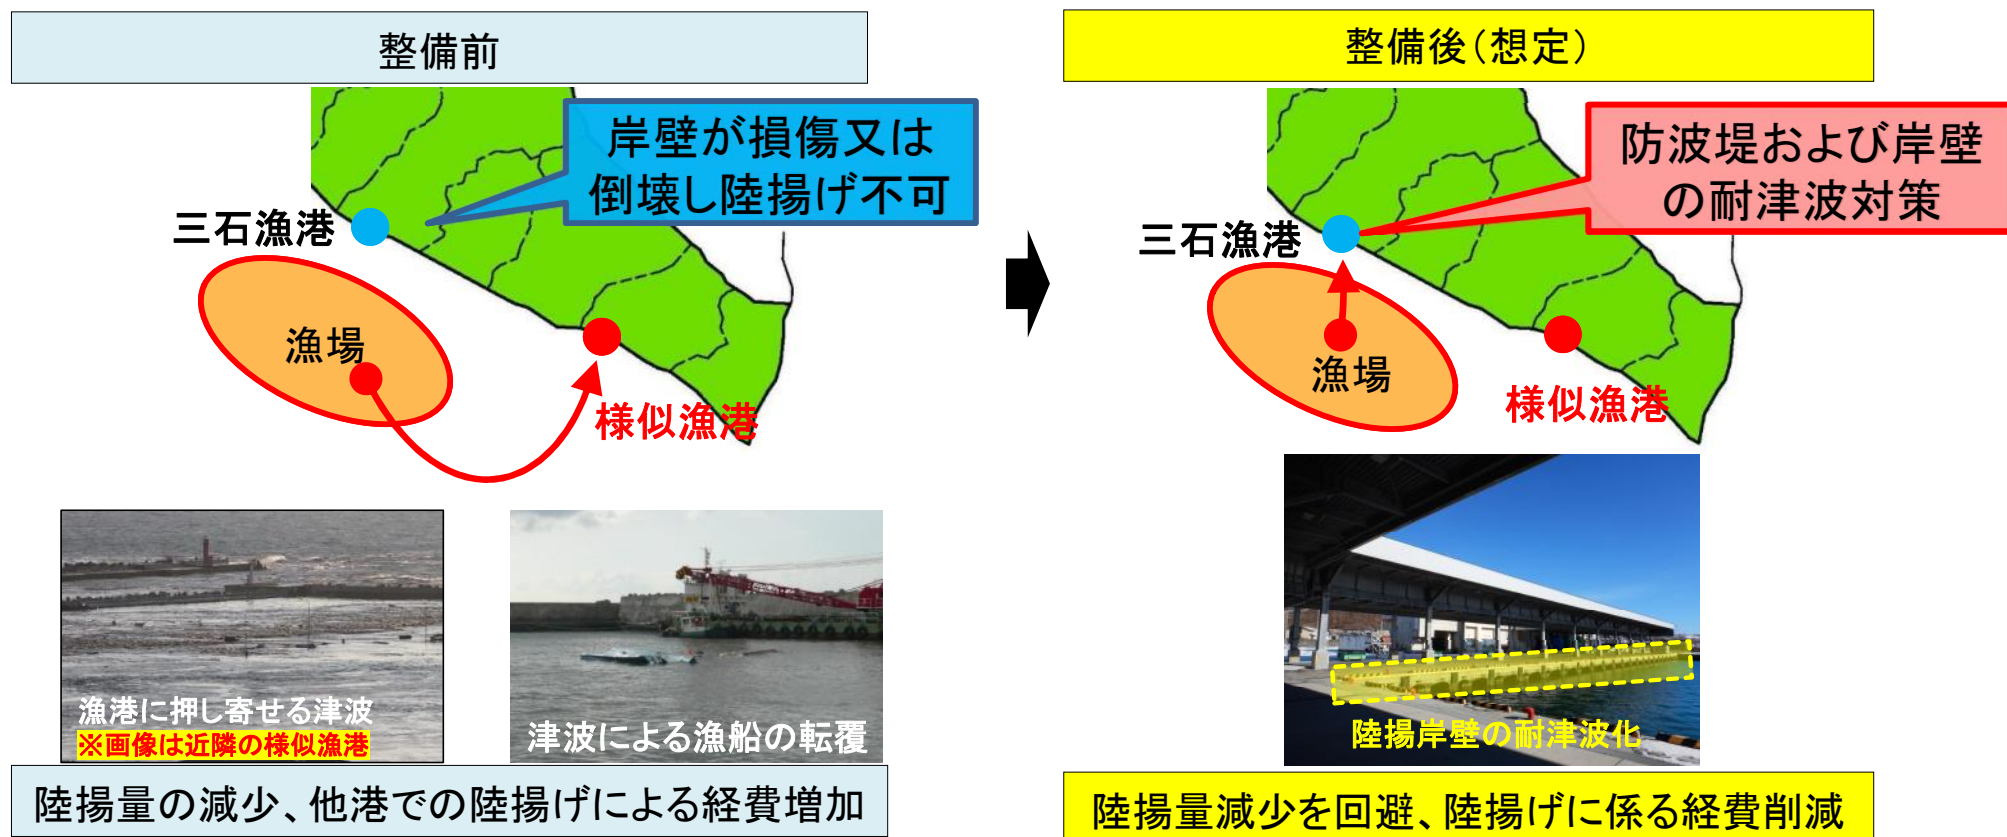 整備前
岸壁が損傷又は
倒壊し陸揚げ不可
三石漁港
漁場
様似漁港
漁港に押し寄せる津波
※画像は近隣の様似漁港
津波による漁船の転覆
陸揚量の減少、他港での陸揚げによる経費増加
整備後(想定)
防波堤および岸壁
の耐津波対策
三石漁港
漁場
様似漁港
陸揚岸壁の耐津波化
陸揚量減少を回避、陸揚げに係る経費削減